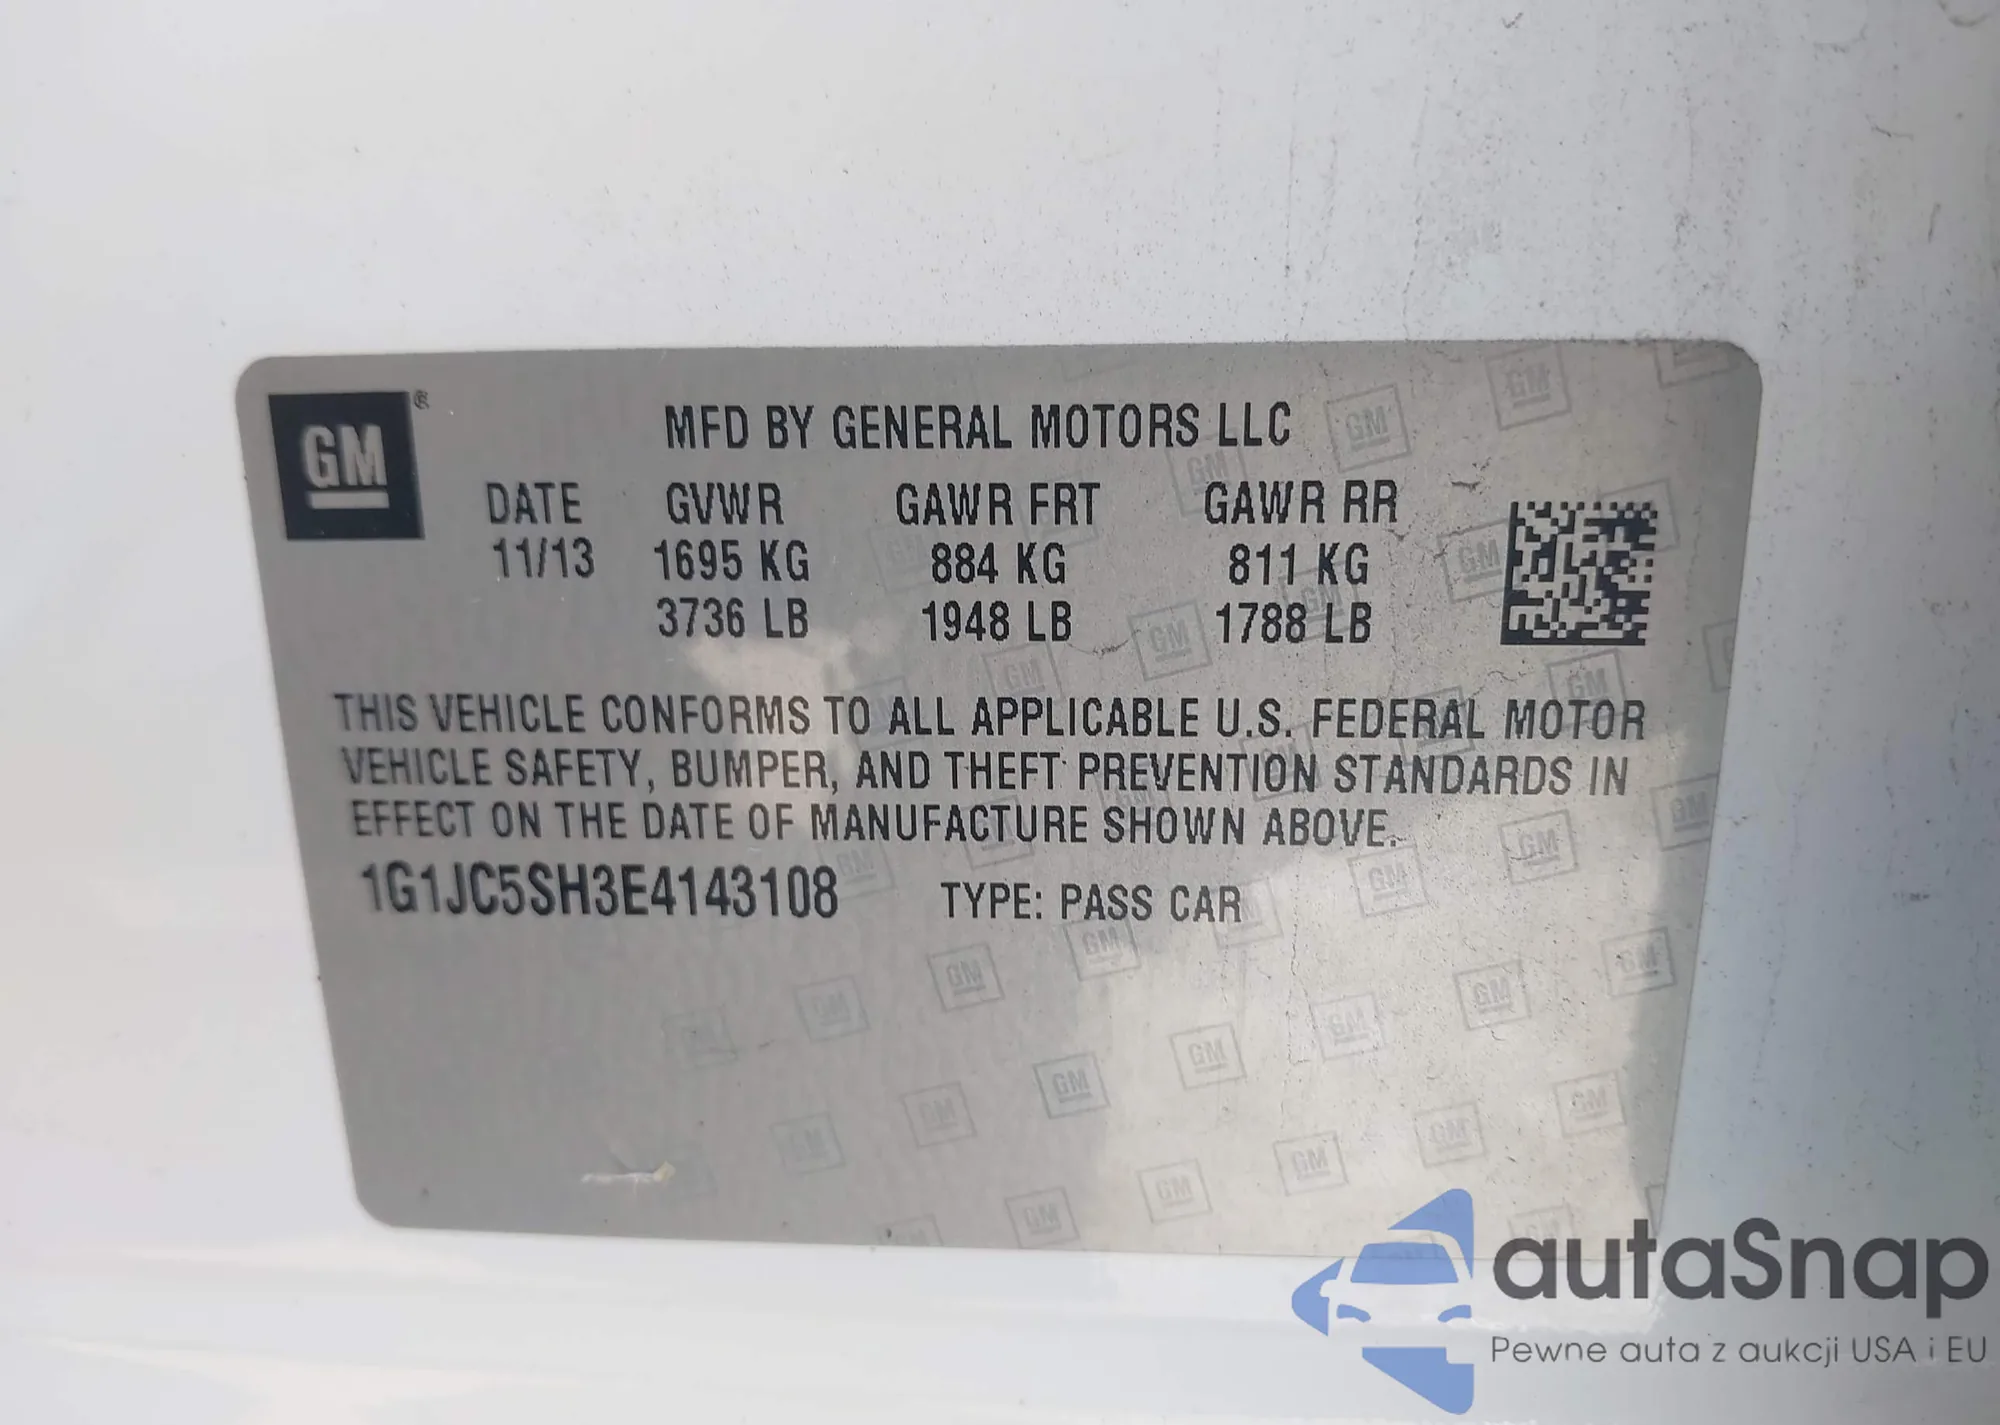 GM ®
MFD BY GENERAL MOTORS LLC
DATE GVWR GAWR FRT GAWR RR
11/13 1695 KG 884 KG 811 KG
3736 LB 1948 LB 1788 LB
THIS VEHICLE CONFORMS TO ALL APPLICABLE U.S. FEDERAL MOTOR
VEHICLE SAFETY, BUMPER, AND THEFT PREVENTION STANDARDS IN
EFFECT ON THE DATE OF MANUFACTURE SHOWN ABOVE.
1G1JC5SH3E4143108 TYPE: PASS CAR
autaSnap
Pewne auta z aukcji USA i EU